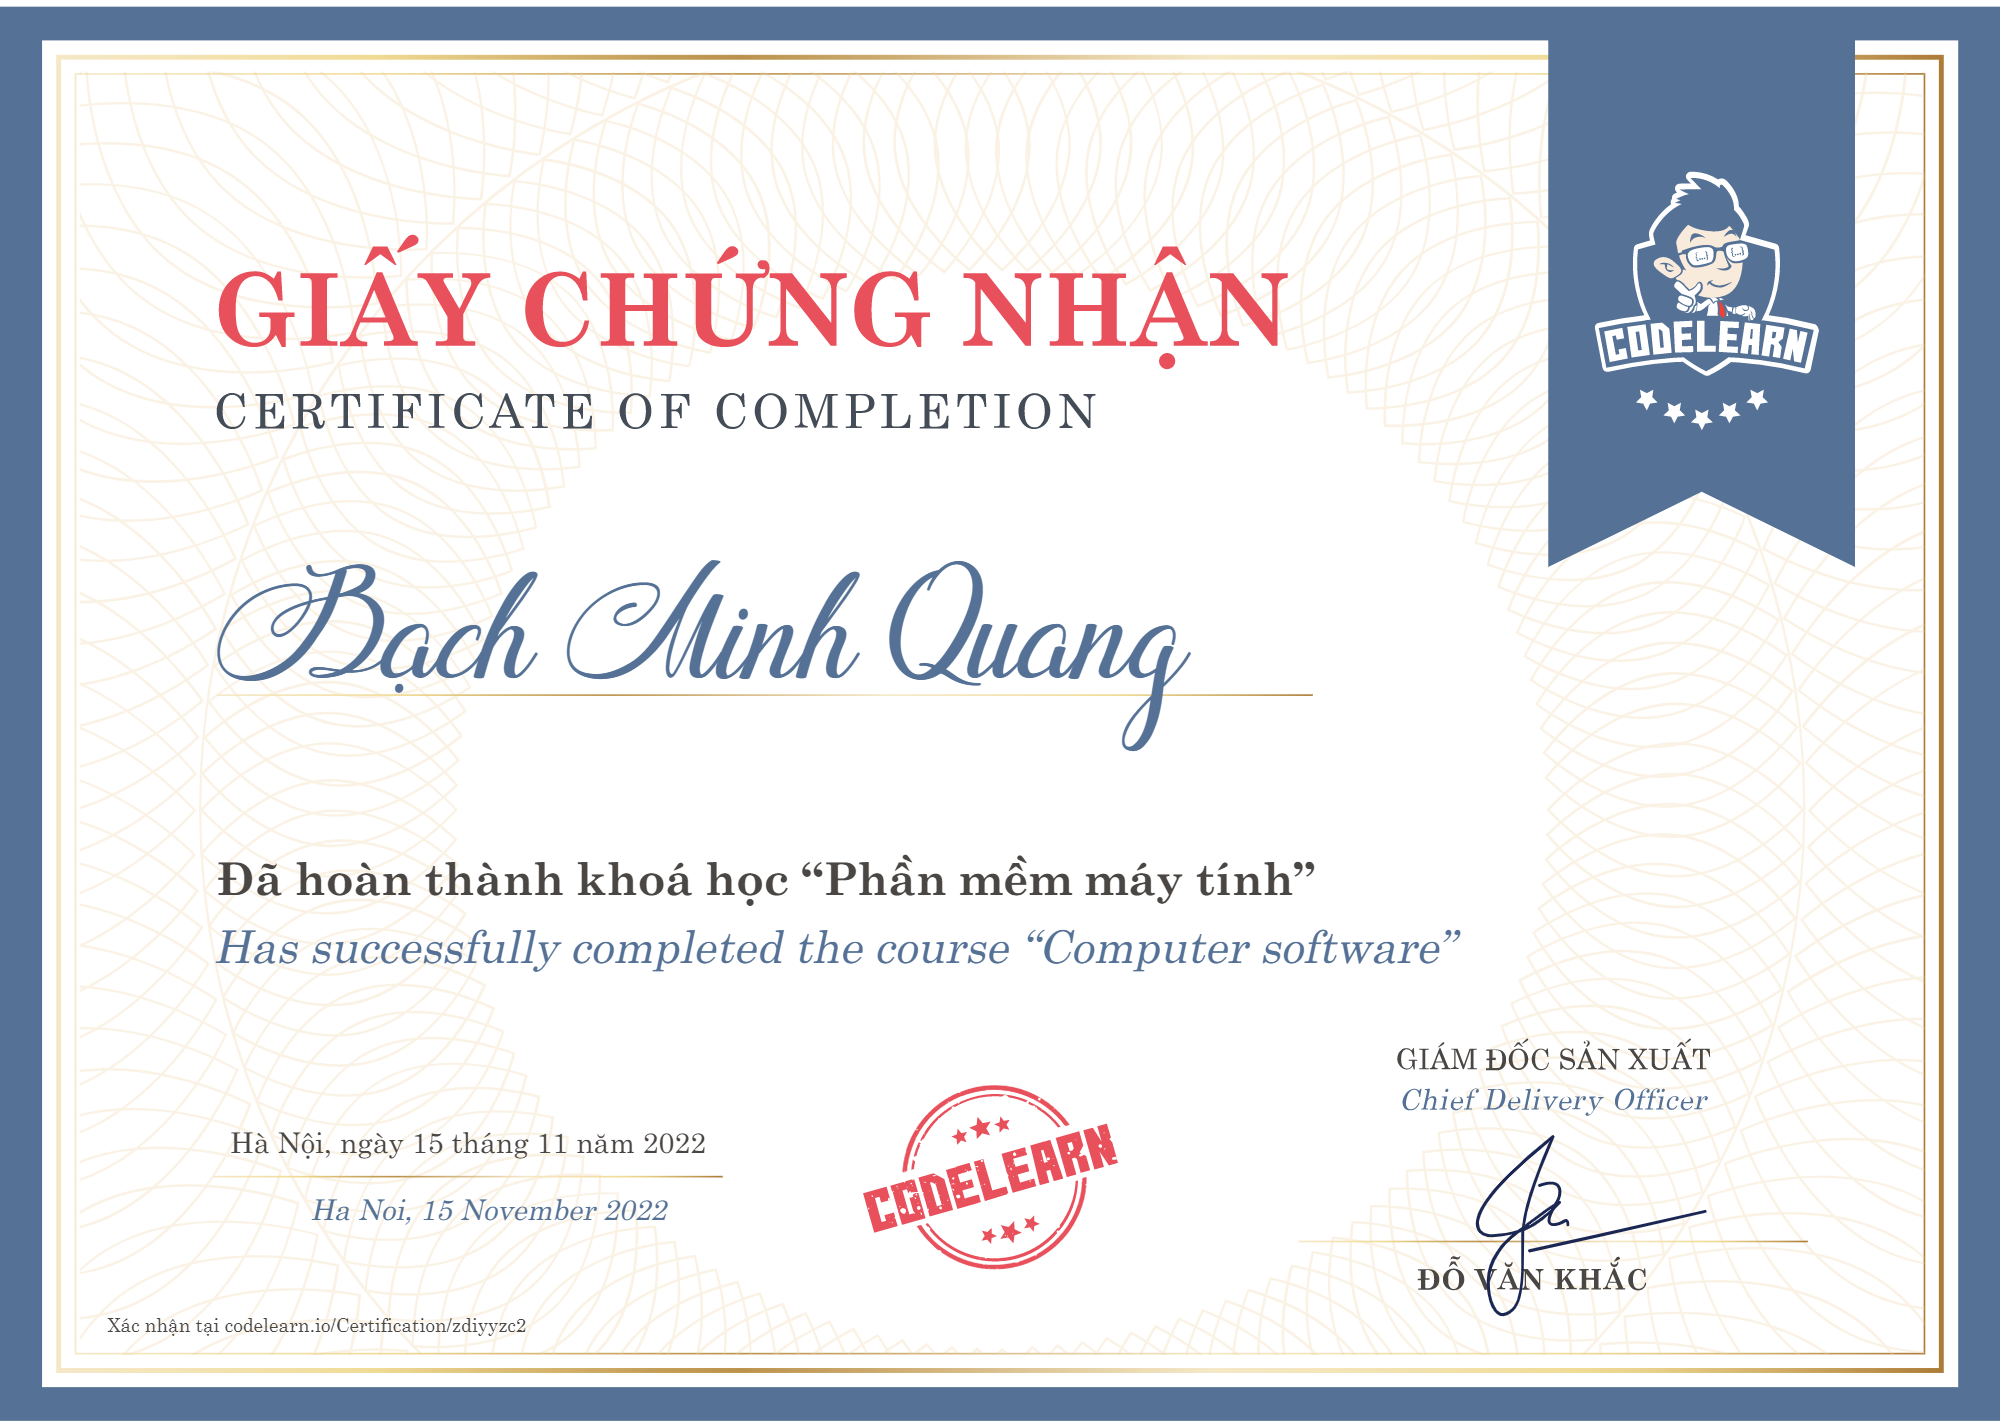 GIẤY CHỨNG NHẬN
CERTIFICATE OF COMPLETION
CODELEARN
Bạch Minh Quang
Đã hoàn thành khoá học “Phần mềm máy tính”
Has successfully completed the course “Computer software”
GIÁM ĐỐC SẢN XUẤT
Chief Delivery Officer
Hà Nội, ngày 15 tháng 11 năm 2022
Ha Noi, 15 November 2022
CODELEARN
ĐỖ VĂN KHẮC
Xác nhận tại codelearn.io/Certification/zdiyyzc2